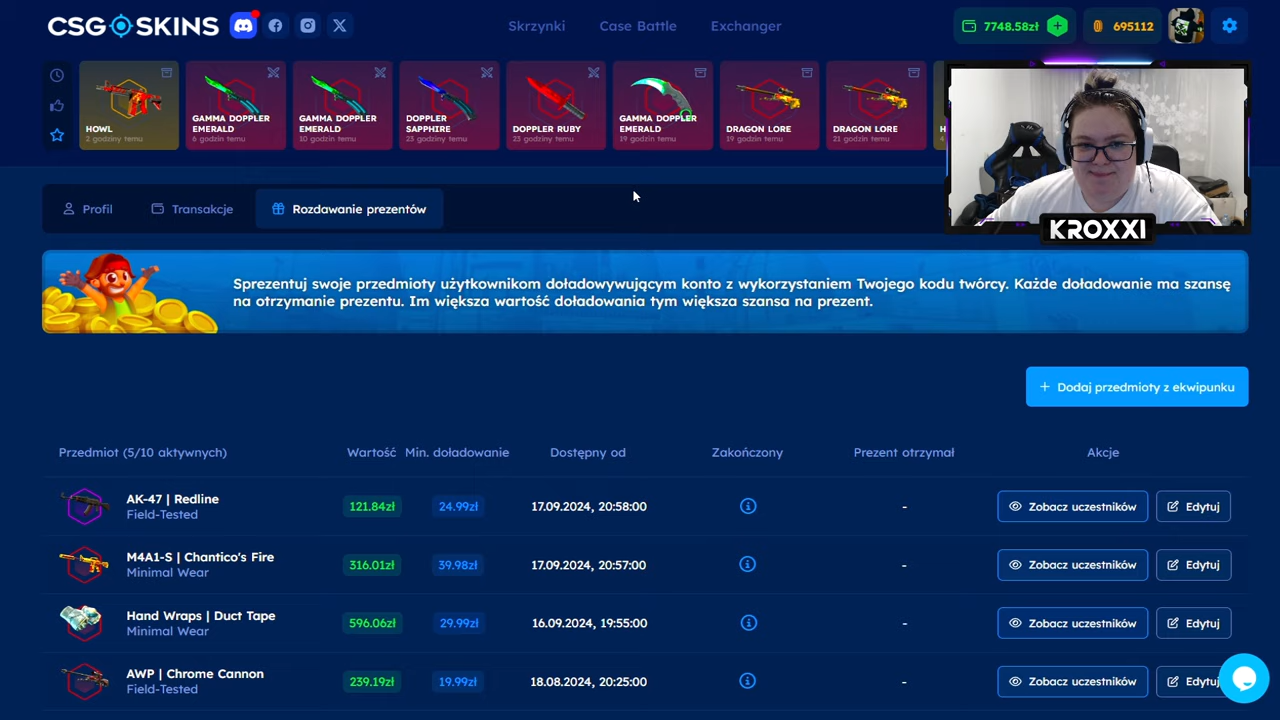 CSGOSKINS
Skrzynki
Case Battle
Exchanger
7748.58zł
695112
HOWL
2 godziny temu
GAMMA DOPPLER
EMERALD
6 godzin temu
GAMMA DOPPLER
EMERALD
10 godzin temu
DOPPLER
SAPPHIRE
23 godziny temu
DOPPLER RUBY
23 godziny temu
GAMMA DOPPLER
EMERALD
19 godzin temu
DRAGON LORE
19 godzin temu
DRAGON LORE
21 godzin temu
KROXXI
Profil
Transakcje
Rozdawanie prezentów
Sprezentuj swoje przedmioty użytkownikom doładowywującym konto z wykorzystaniem Twojego kodu twórcy. Każde doładowanie ma szansę
na otrzymanie prezentu. Im większa wartość doładowania tym większa szansa na prezent.
+ Dodaj przedmioty z ekwipunku
Przedmiot (5/10 aktywnych) Wartość Min. doładowanie Dostępny od Zakończony Prezent otrzymał Akcje
AK-47 | Redline
Field-Tested
121.84zł 24.99zł 17.09.2024, 20:58:00 - Zobacz uczestników Edytuj
M4A1-S | Chantico's Fire
Minimal Wear
316.01zł 39.98zł 17.09.2024, 20:57:00 - Zobacz uczestników Edytuj
Hand Wraps | Duct Tape
Minimal Wear
596.06zł 29.99zł 16.09.2024, 19:55:00 - Zobacz uczestników Edytuj
AWP | Chrome Cannon
Field-Tested
239.19zł 19.99zł 18.08.2024, 20:25:00 - Zobacz uczestników Edytuj